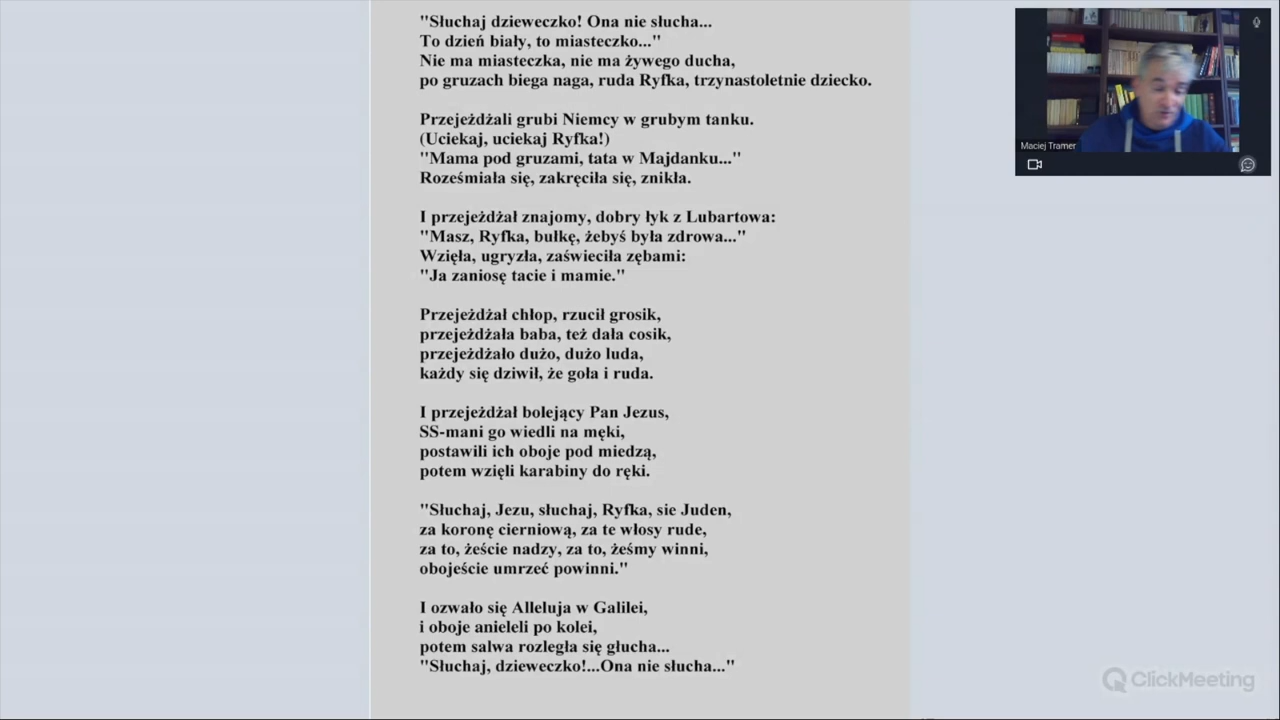 "Słuchaj dzieweczko! Ona nie słucha...
To dzień biały, to miasteczko..."
Nie ma miasteczka, nie ma żywego ducha,
po gruzach biega naga, ruda Ryfka, trzynastoletnie dziecko.
Przejeżdżali grubi Niemcy w grubym tanku.
(Uciekaj, uciekaj Ryfka!)
"Mama pod gruzami, tata w Majdanku..."
Roześmiała się, zakręciła się, znikła.
I przejeżdżał znajomy, dobry łyk z Lubartowa:
"Masz, Ryfka, bułkę, żebyś była zdrowa..."
Wzięła, ugryzła, zaświeciła zębami:
"Ja zaniosę tacie i mamie."
Przejeżdżał chłop, rzucił grosik,
przejeżdżała baba, też dała cosik,
przejeżdżało dużo, dużo luda,
każdy się dziwił, że goła i ruda.
I przejeżdżał bolejący Pan Jezus,
SS-mani go wiedli na męki,
postawili ich oboje pod miedzą,
potem wzięli karabiny do ręki.
"Słuchaj, Jezu, słuchaj, Ryfka, sie Juden,
za koronę cierniową, za te włosy rude,
za to, żeście nadzy, za to, żeśmy winni,
obojeście umrzeć powinni."
I ozwało się Alleluja w Galilei,
i oboje anieleli po kolei,
potem salwa rozległa się głucha...
"Słuchaj, dzieweczko!...Ona nie słucha..."
Maciej Tramer
ClickMeeting